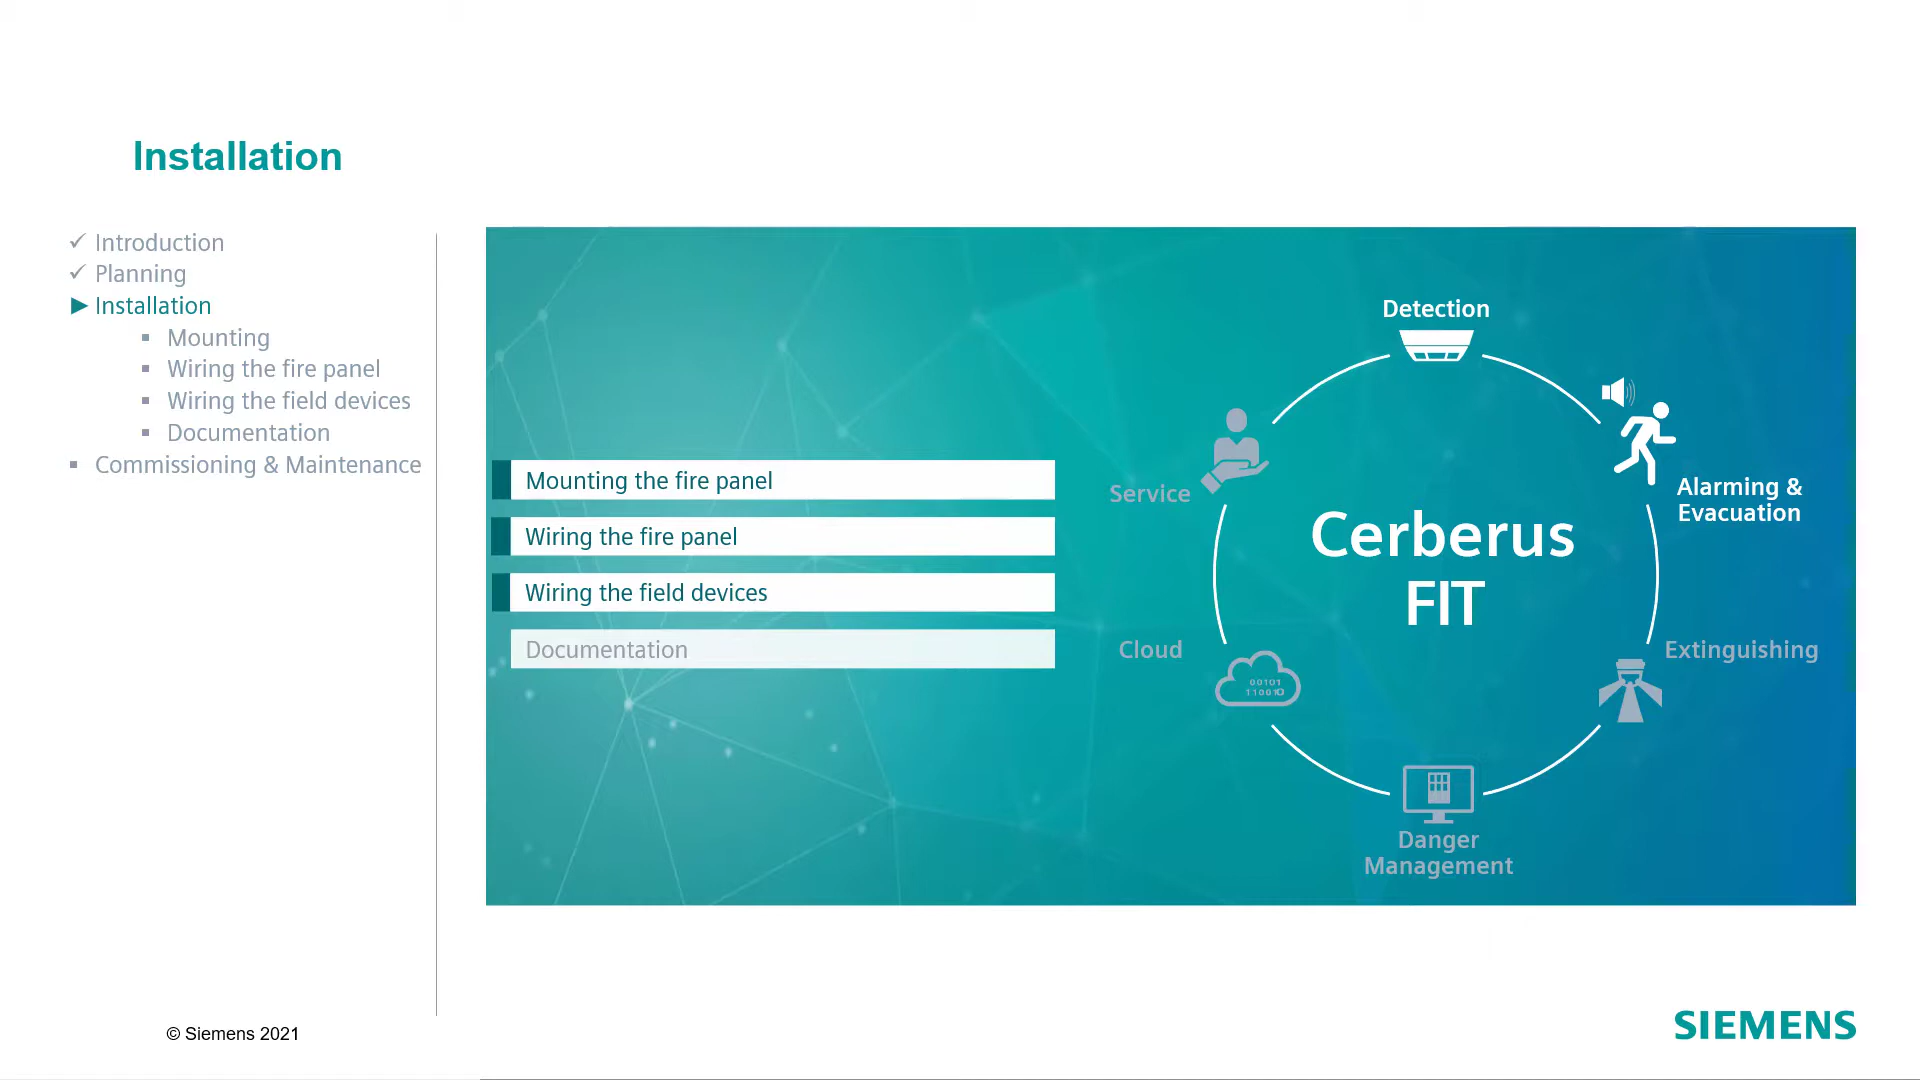 Installation
✓ Introduction
✓ Planning
▶ Installation
▪ Mounting
▪ Wiring the fire panel
▪ Wiring the field devices
▪ Documentation
▪ Commissioning & Maintenance
Mounting the fire panel
Wiring the fire panel
Wiring the field devices
Documentation
Detection
Alarming &
Evacuation
Service
Cerberus
FIT
Cloud
00101
110010
Extinguishing
Danger
Management
© Siemens 2021
SIEMENS